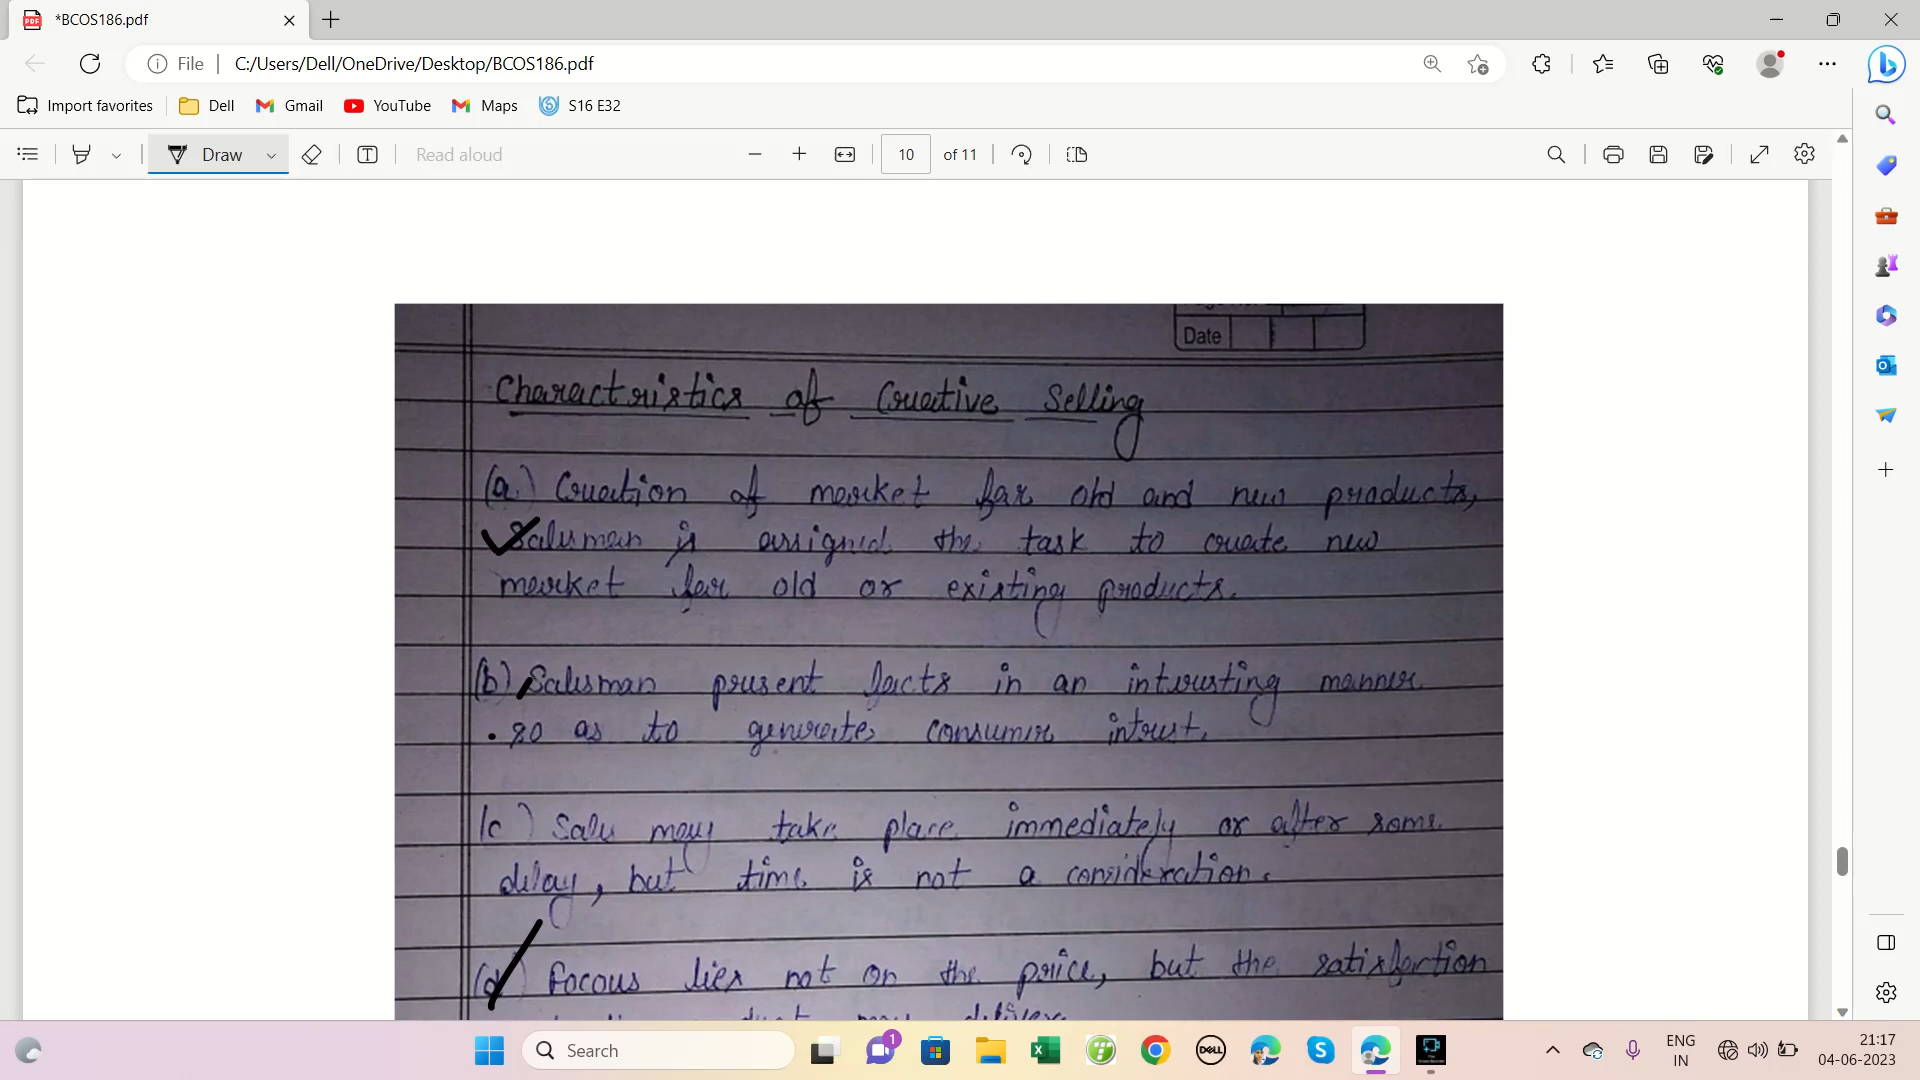 *BCOS186.pdf
File C:/Users/Dell/OneDrive/Desktop/BCOS186.pdf
Import favorites Dell Gmail YouTube Maps S16 E32
Draw Read aloud 10 of 11
Date
Characteristics of Creative Selling
(a.) Creation of market for old and new products,
Salesman is assigned the task to create new
market for old or existing products.
(b) Salesman present facts in an interesting manner
so as to generate consumer intrest.
(c) Sale may take place immediately or after some
delay, but time is not a consideration.
(d) Focous lies not on the price, but the satisfaction
may
Search
1
ENG
IN
21:17
04-06-2023